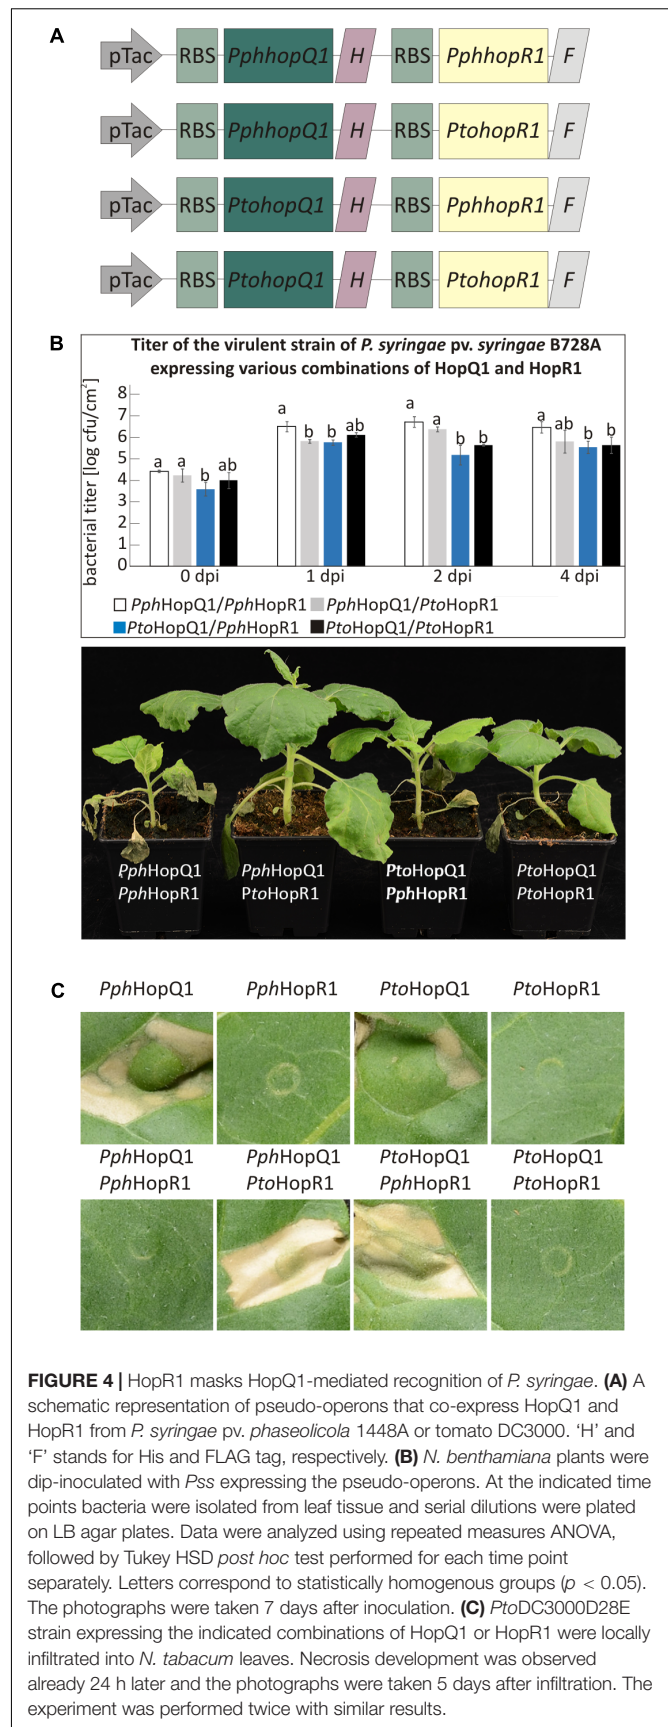 A
pTac RBS PphhopQ1 H RBS PphhopR1 F
pTac RBS PphhopQ1 H RBS PtohopR1 F
pTac RBS PtohopQ1 H RBS PphhopR1 F
pTac RBS PtohopQ1 H RBS PtohopR1 F
B
Titer of the virulent strain of P. syringae pv. syringae B728A
expressing various combinations of HopQ1 and HopR1
bacterial titer [log cfu/cm²]
8
7
6
5
4
3
2
1
0
a a b ab
a b b ab
a a b b
a ab b b
0 dpi 1 dpi 2 dpi 4 dpi
PphHopQ1/PphHopR1 PphHopQ1/PtoHopR1
PtoHopQ1/PphHopR1 PtoHopQ1/PtoHopR1
PphHopQ1 PphHopQ1 PtoHopQ1 PtoHopQ1
PphHopR1 PtoHopR1 PphHopR1 PtoHopR1
C
PphHopQ1 PphHopR1 PtoHopQ1 PtoHopR1
PphHopQ1 PphHopQ1 PtoHopQ1 PtoHopQ1
PphHopR1 PtoHopR1 PphHopR1 PtoHopR1
FIGURE 4 | HopR1 masks HopQ1-mediated recognition of P. syringae. (A) A
schematic representation of pseudo-operons that co-express HopQ1 and
HopR1 from P. syringae pv. phaseolicola 1448A or tomato DC3000. ‘H’ and
‘F’ stands for His and FLAG tag, respectively. (B) N. benthamiana plants were
dip-inoculated with Pss expressing the pseudo-operons. At the indicated time
points bacteria were isolated from leaf tissue and serial dilutions were plated
on LB agar plates. Data were analyzed using repeated measures ANOVA,
followed by Tukey HSD post hoc test performed for each time point
separately. Letters correspond to statistically homogenous groups (p < 0.05).
The photographs were taken 7 days after inoculation. (C) PtoDC3000D28E
strain expressing the indicated combinations of HopQ1 or HopR1 were locally
infiltrated into N. tabacum leaves. Necrosis development was observed
already 24 h later and the photographs were taken 5 days after infiltration. The
experiment was performed twice with similar results.